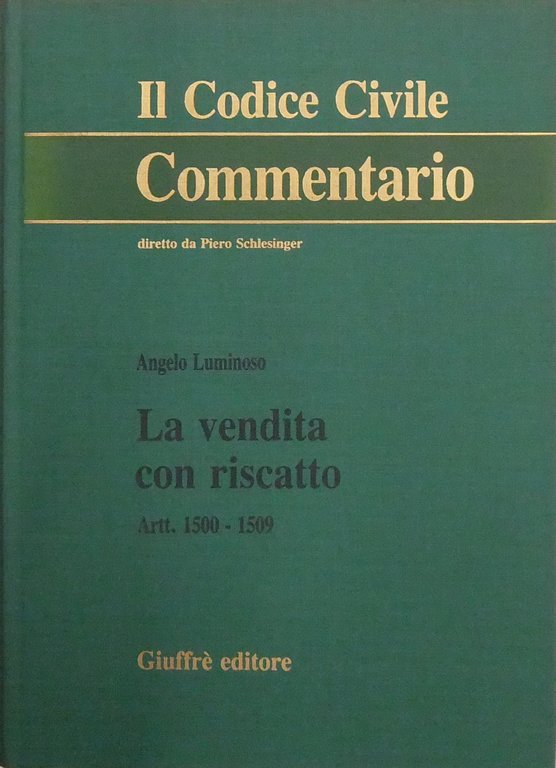 Il Codice Civile
Commentario
diretto da Piero Schlesinger
Angelo Luminoso
La vendita
con riscatto
Artt. 1500 - 1509
Giuffrè editore